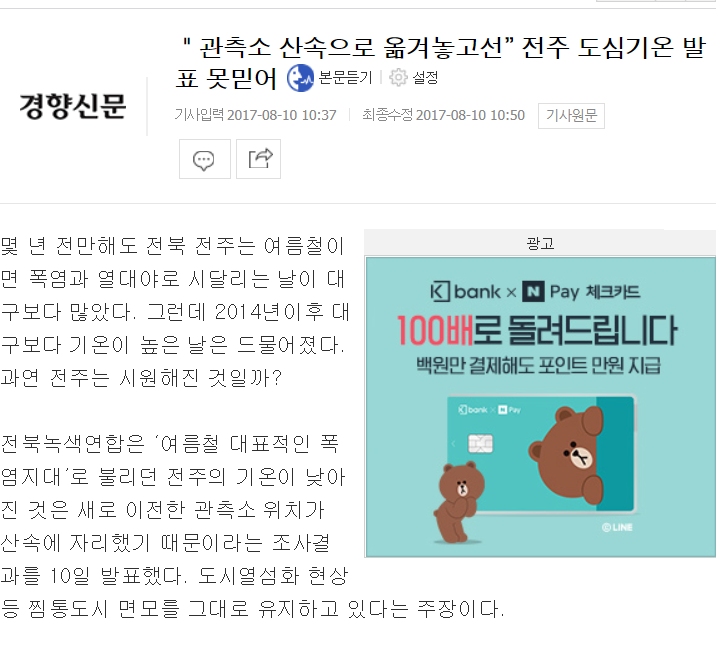 " 관측소 산속으로 옮겨놓고선” 전주 도심기온 발
표 못믿어 본문듣기 설정
경향신문
기사입력 2017-08-10 10:37 최종수정 2017-08-10 10:50 기사원문
몇 년 전만해도 전북 전주는 여름철이
면 폭염과 열대야로 시달리는 날이 대
구보다 많았다. 그런데 2014년이후 대
구보다 기온이 높은 날은 드물어졌다.
과연 전주는 시원해진 것일까?
전북녹색연합은 ‘여름철 대표적인 폭
염지대’로 불리던 전주의 기온이 낮아
진 것은 새로 이전한 관측소 위치가
산속에 자리했기 때문이라는 조사결
과를 10일 발표했다. 도시열섬화 현상
등 찜통도시 면모를 그대로 유지하고 있다는 주장이다.
광고
K bank × N Pay 체크카드
100배로 돌려드립니다
백원만 결제해도 포인트 만원 지급
K bank × N Pay
© LINE